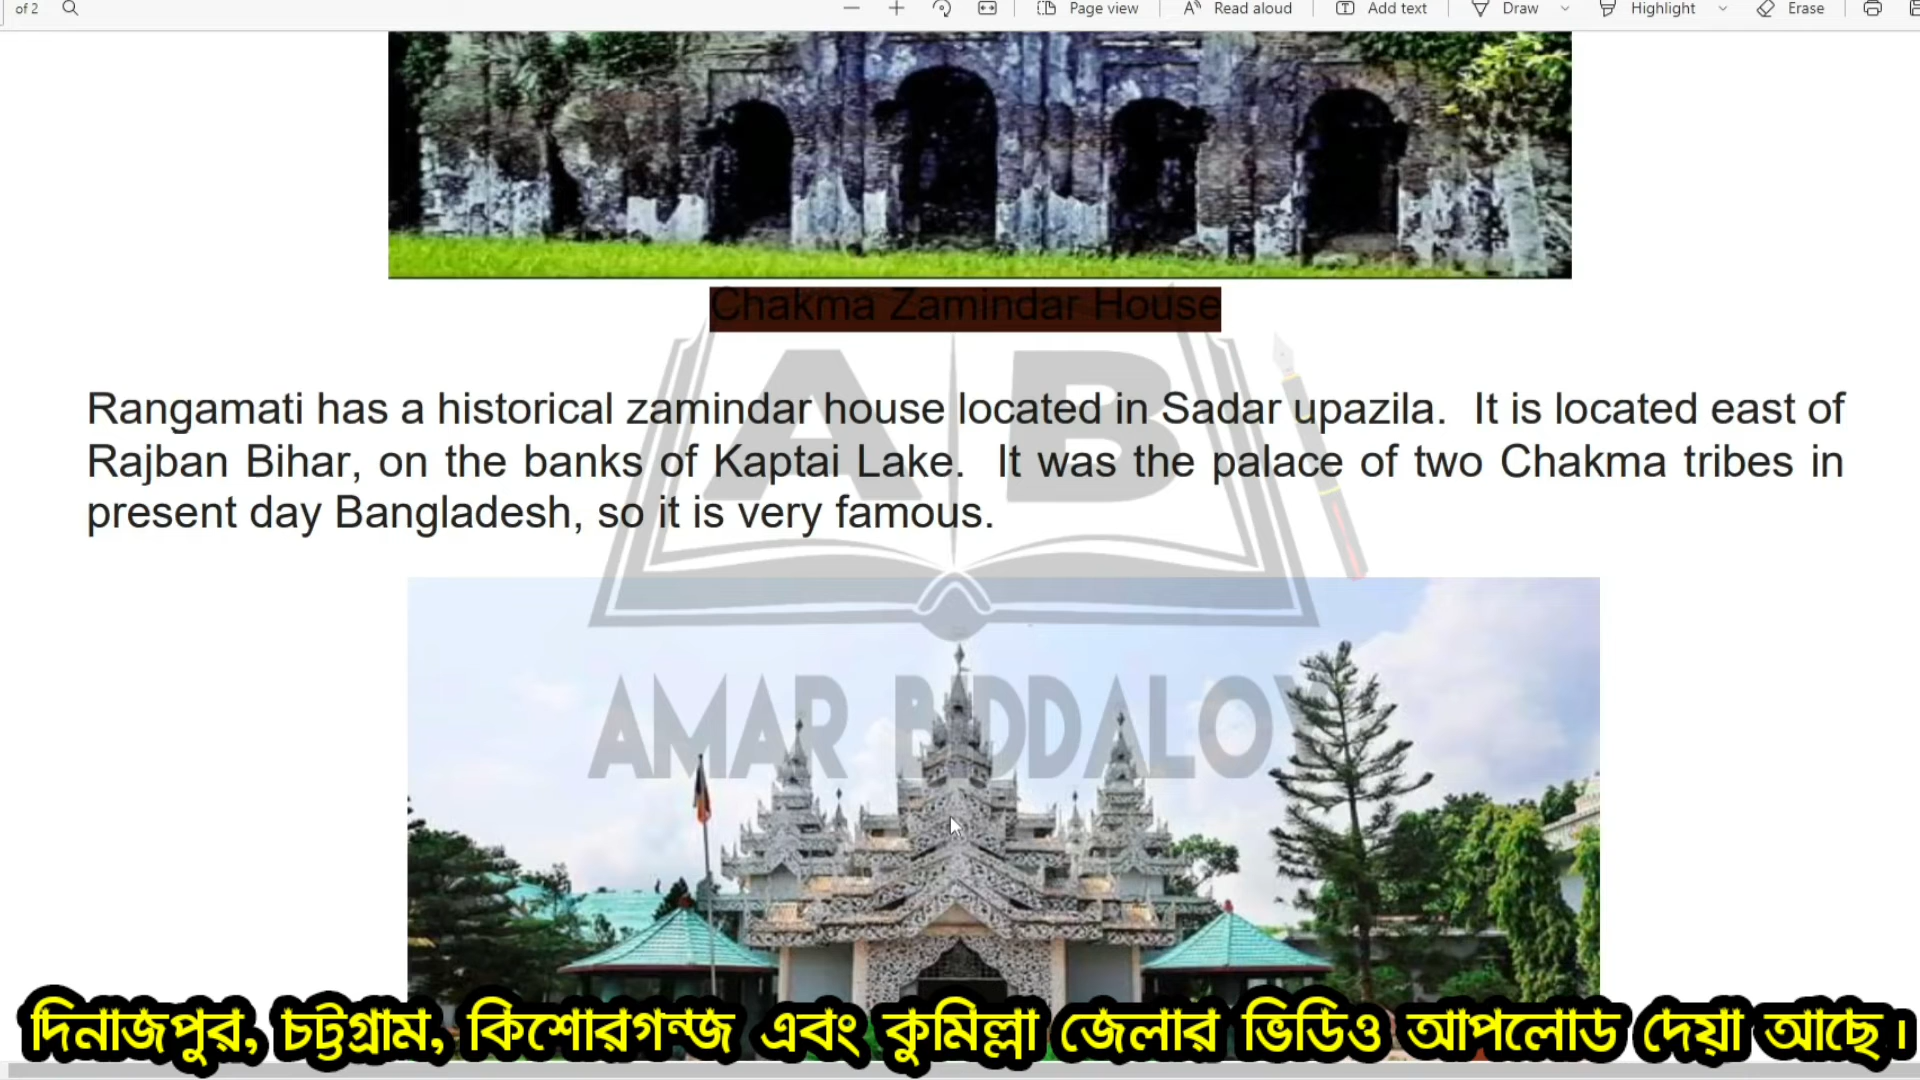 of 2 Page view Read aloud Add text Draw Highlight Erase
Chakma Zamindar House
Rangamati has a historical zamindar house located in Sadar upazila. It is located east of
Rajban Bihar, on the banks of Kaptai Lake. It was the palace of two Chakma tribes in
present day Bangladesh, so it is very famous.
A B
AMAR BIDDALOY
দিনাজপুর, চট্টগ্রাম, কিশোরগন্জ এবং কুমিল্লা জেলার ভিডিও আপলোড দেয়া আছে।